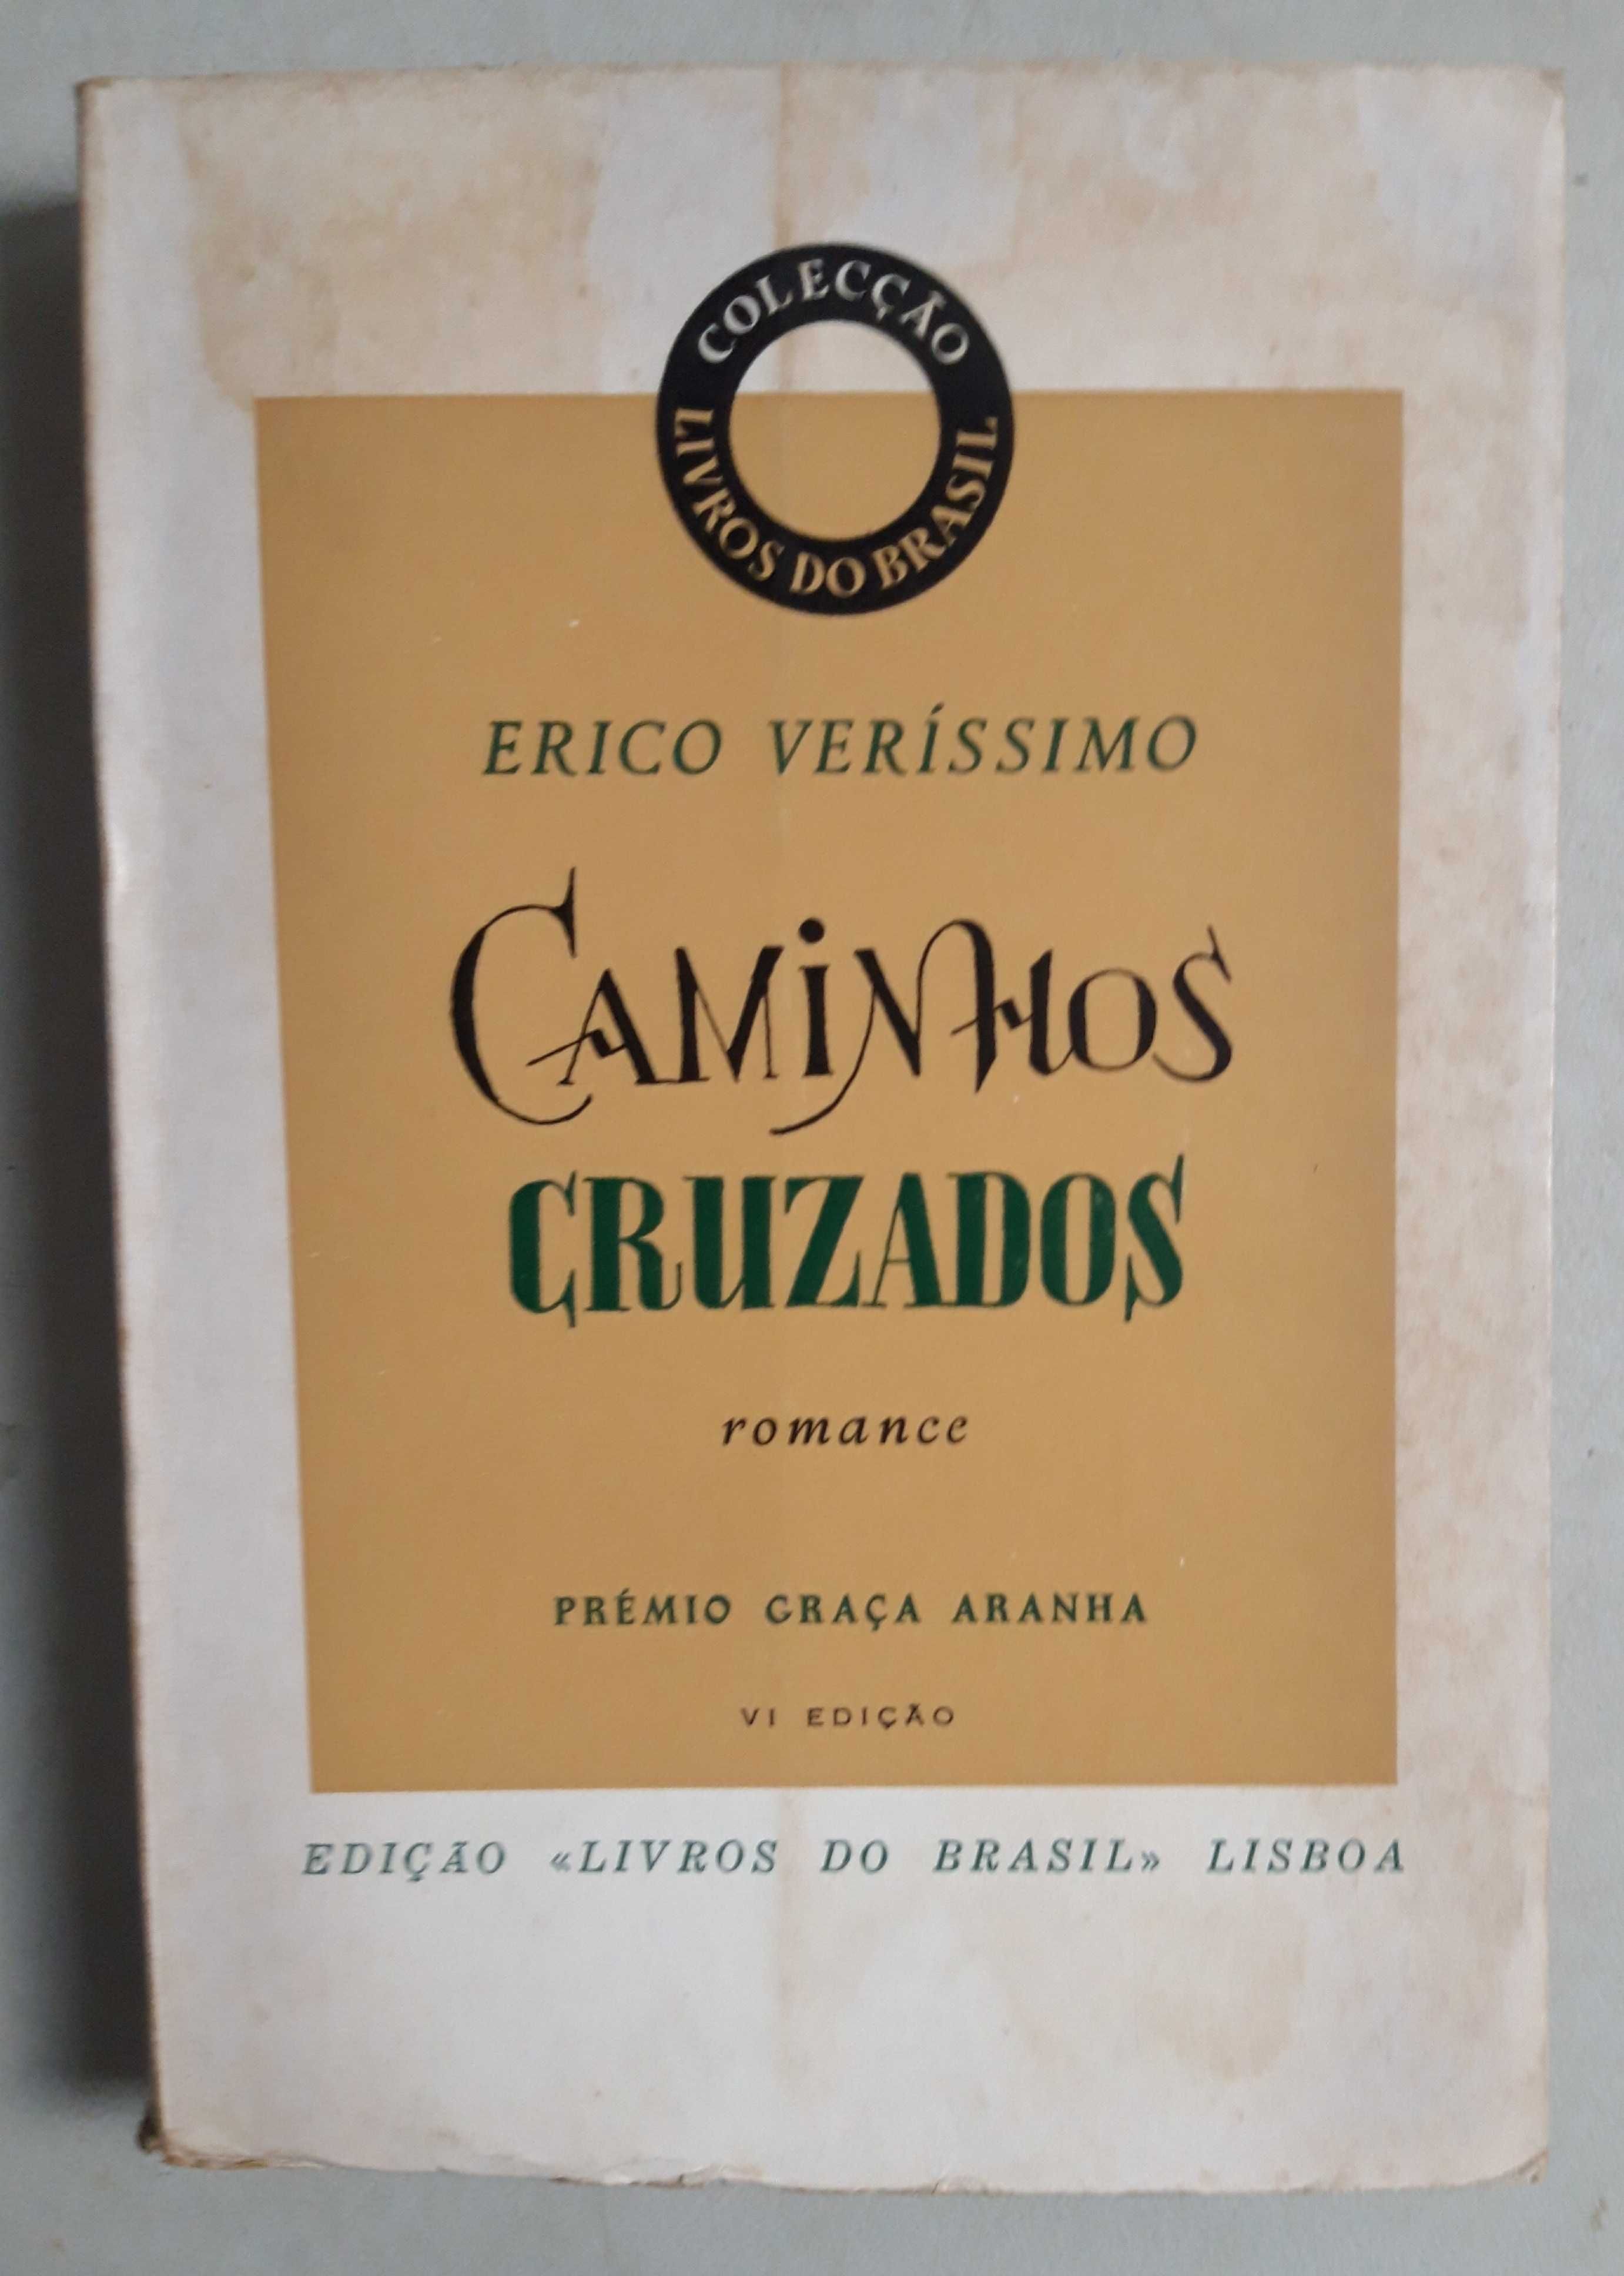 COLECÇÃO
LIVROS DO BRASIL
ERICO VERÍSSIMO
CAMINHOS
CRUZADOS
romance
PRÉMIO GRAÇA ARANHA
VI EDIÇÃO
EDIÇÃO «LIVROS DO BRASIL» LISBOA